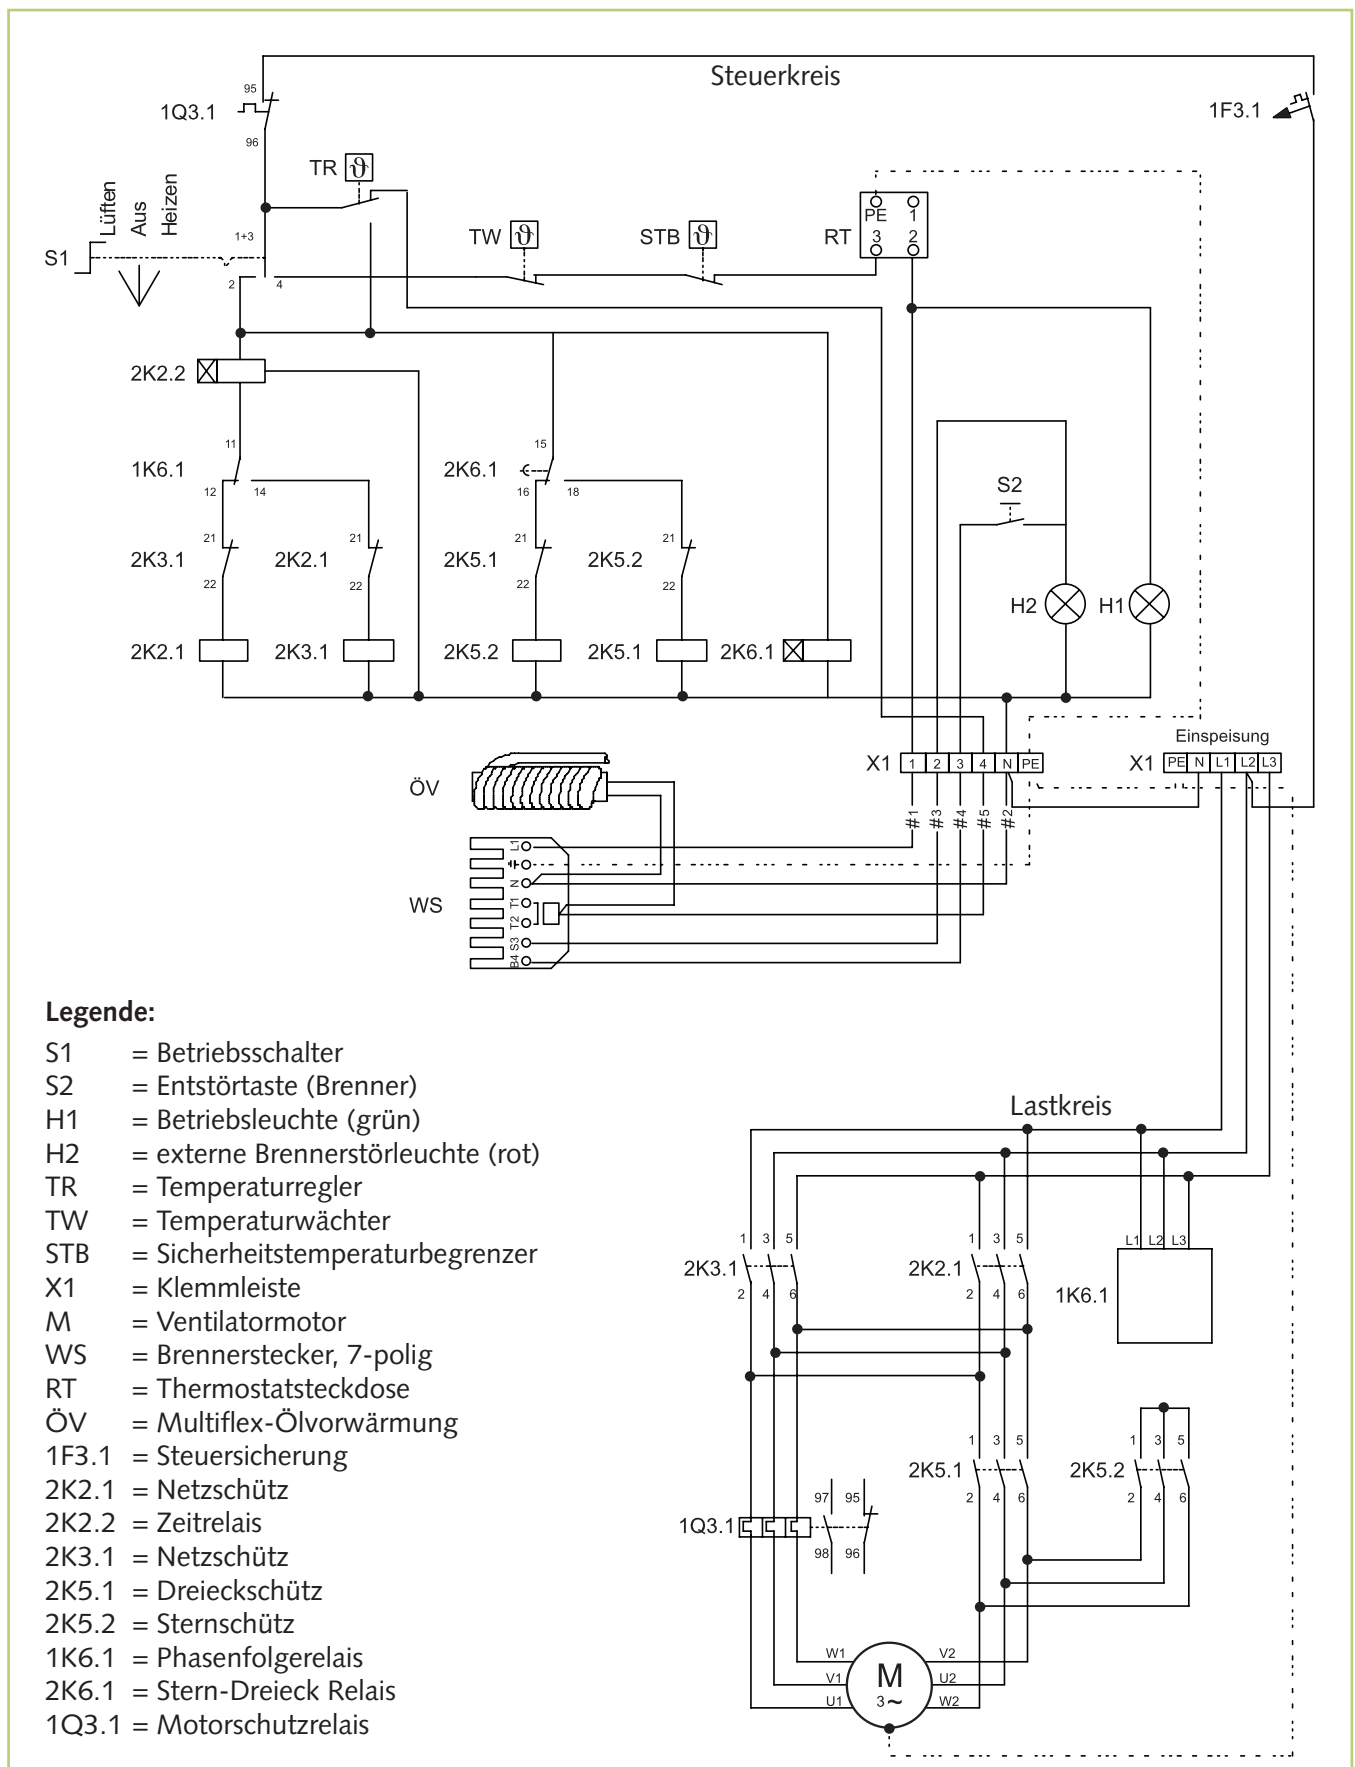 Steuerkreis
95
1Q3.1
96
1F3.1
TR ϑ
Lüften
Aus
Heizen
S1
1+3
2 4
TW ϑ
STB ϑ
RT
PE 1
3 2
2K2.2
11
1K6.1
12 14
15
2K6.1
16 18
S2
21 21 21 21
2K3.1 2K2.1 2K5.1 2K5.2
22 22 22 22
H2 H1
2K2.1 2K3.1 2K5.2 2K5.1 2K6.1
Einspeisung
X1 1 2 3 4 N PE
X1 PE N L1 L2 L3
#1 #3 #4 #5 #2
ÖV
WS
L1
N
T1
T2
S3
B4
Legende:
S1 = Betriebsschalter
S2 = Entstörtaste (Brenner)
H1 = Betriebsleuchte (grün)
H2 = externe Brennerstörleuchte (rot)
TR = Temperaturregler
TW = Temperaturwächter
STB = Sicherheitstemperaturbegrenzer
X1 = Klemmleiste
M = Ventilatormotor
WS = Brennerstecker, 7-polig
RT = Thermostatsteckdose
ÖV = Multiflex-Ölvorwärmung
1F3.1 = Steuersicherung
2K2.1 = Netzschütz
2K2.2 = Zeitrelais
2K3.1 = Netzschütz
2K5.1 = Dreieckschütz
2K5.2 = Sternschütz
1K6.1 = Phasenfolgerelais
2K6.1 = Stern-Dreieck Relais
1Q3.1 = Motorschutzrelais
Lastkreis
1 3 5
2K3.1
2 4 6
1 3 5
2K2.1
2 4 6
L1 L2 L3
1K6.1
1 3 5
2K5.1
2 4 6
1 3 5
2K5.2
2 4 6
97 95
1Q3.1
98 96
W1 V2
V1 U2
U1 W2
M
3~